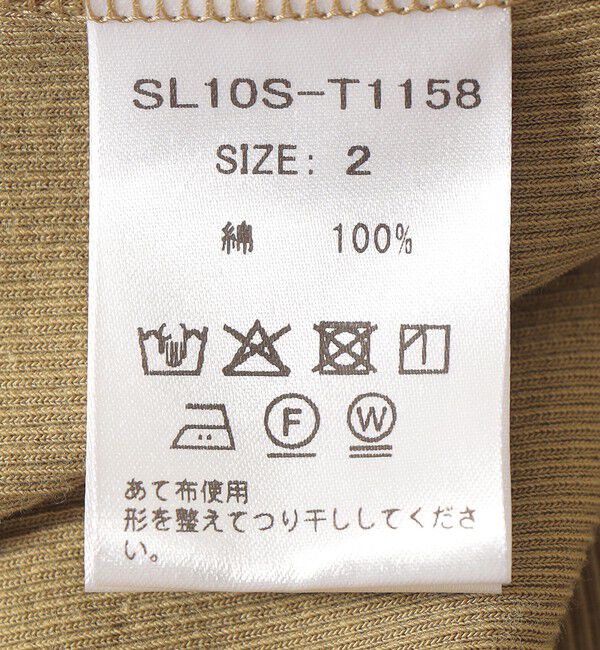 SL10S-T1158
SIZE: 2
綿 100%
F W
あて布使用
形を整えてつり干ししてくださ
い。